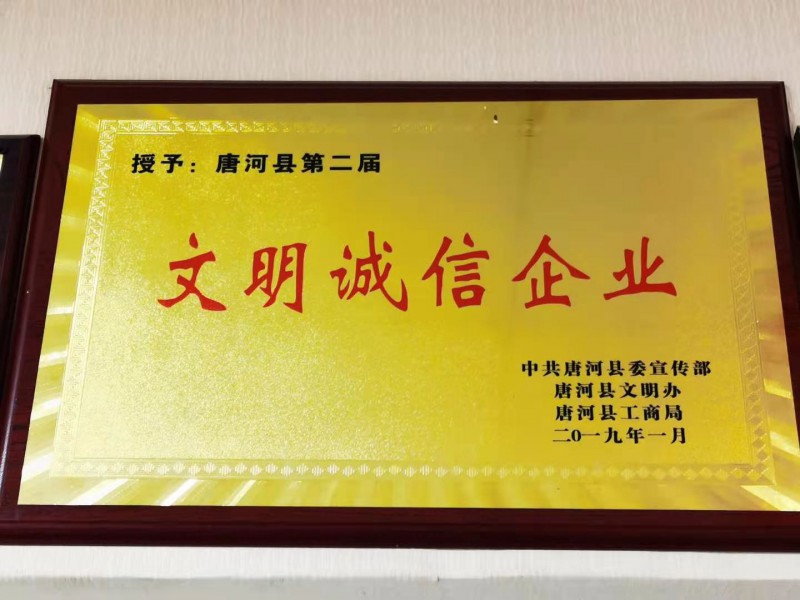 授予：唐河县第二届
文明诚信企业
中共唐河县委宣传部
唐河县文明办
唐河县工商局
二0一九年一月